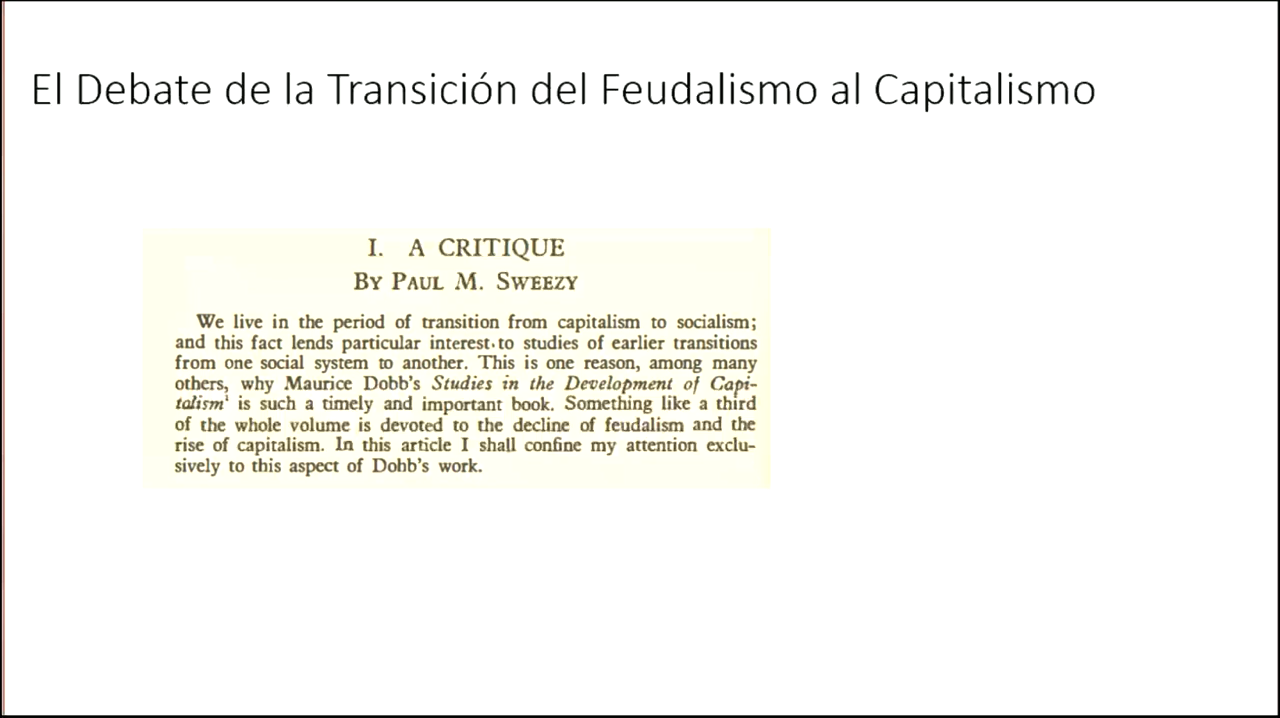 El Debate de la Transición del Feudalismo al Capitalismo
I. A CRITIQUE
By Paul M. Sweezy
We live in the period of transition from capitalism to socialism;
and this fact lends particular interest to studies of earlier transitions
from one social system to another. This is one reason, among many
others, why Maurice Dobb's Studies in the Development of Capi-
talism¹ is such a timely and important book. Something like a third
of the whole volume is devoted to the decline of feudalism and the
rise of capitalism. In this article I shall confine my attention exclu-
sively to this aspect of Dobb's work.